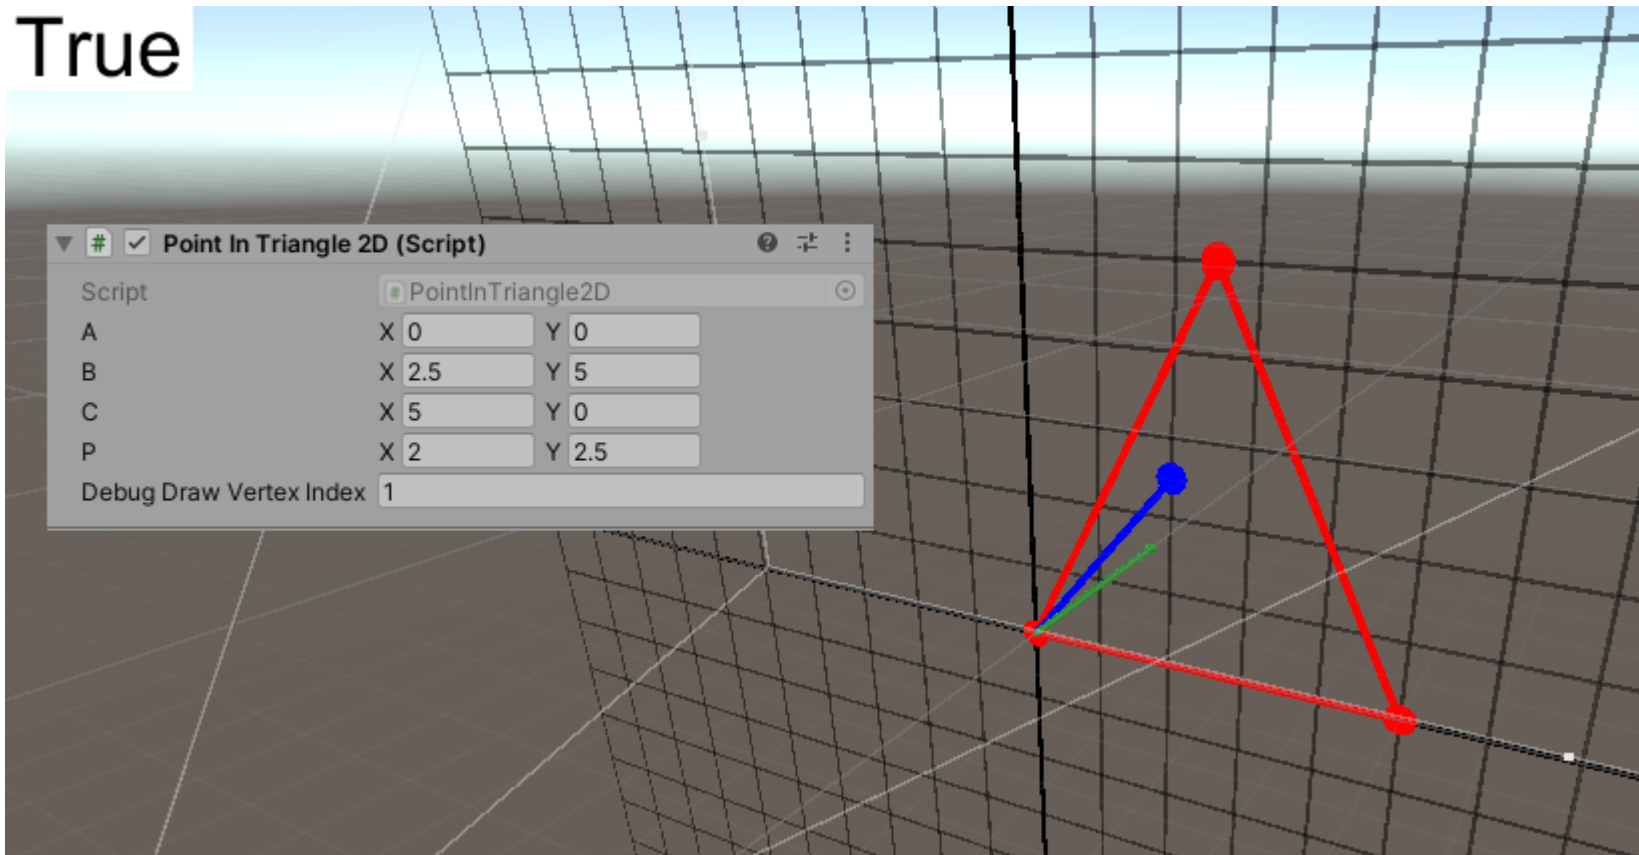 True
Point In Triangle 2D (Script)
Script # PointInTriangle2D
A X 0 Y 0
B X 2.5 Y 5
C X 5 Y 0
P X 2 Y 2.5
Debug Draw Vertex Index 1